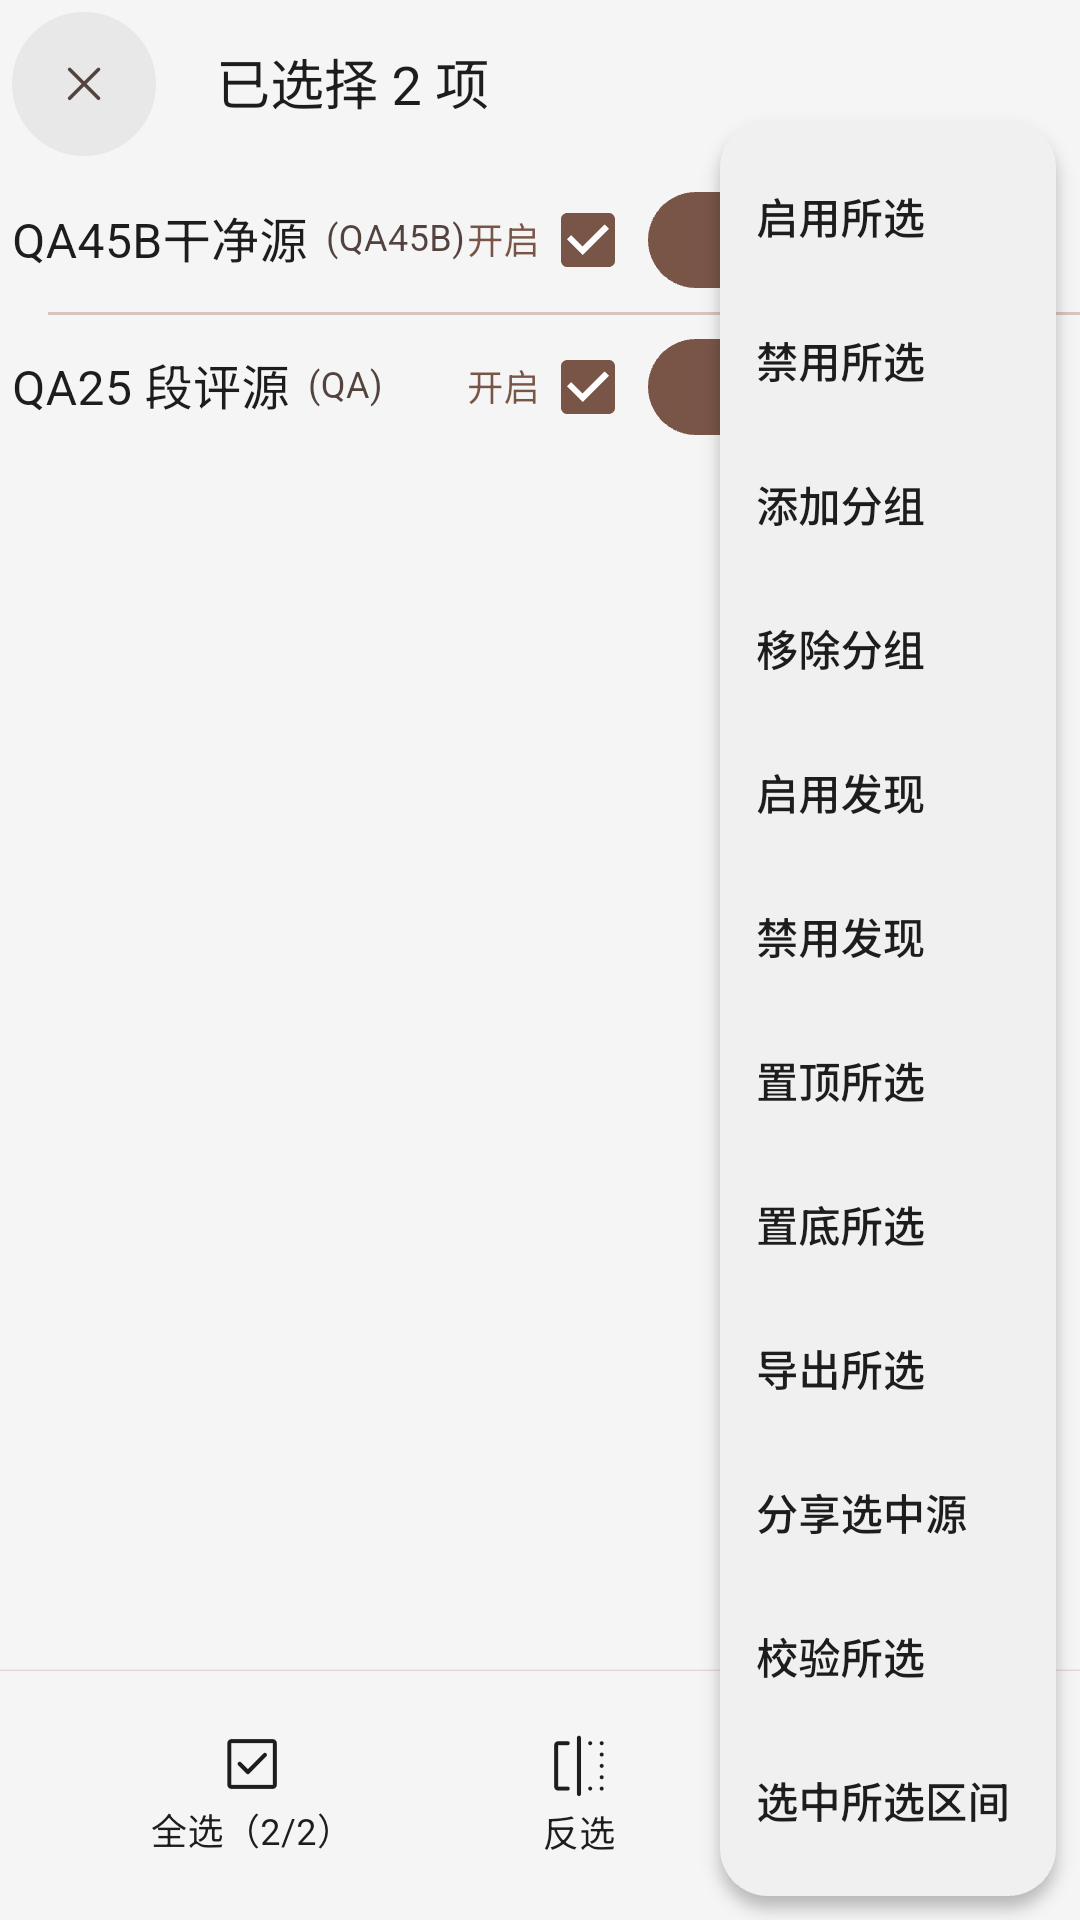 已选择 2 项
QA45B干净源 (QA45B) 开启
QA25 段评源 (QA) 开启
启用所选
禁用所选
添加分组
移除分组
启用发现
禁用发现
置顶所选
置底所选
导出所选
分享选中源
校验所选
选中所选区间
全选（2/2）
反选